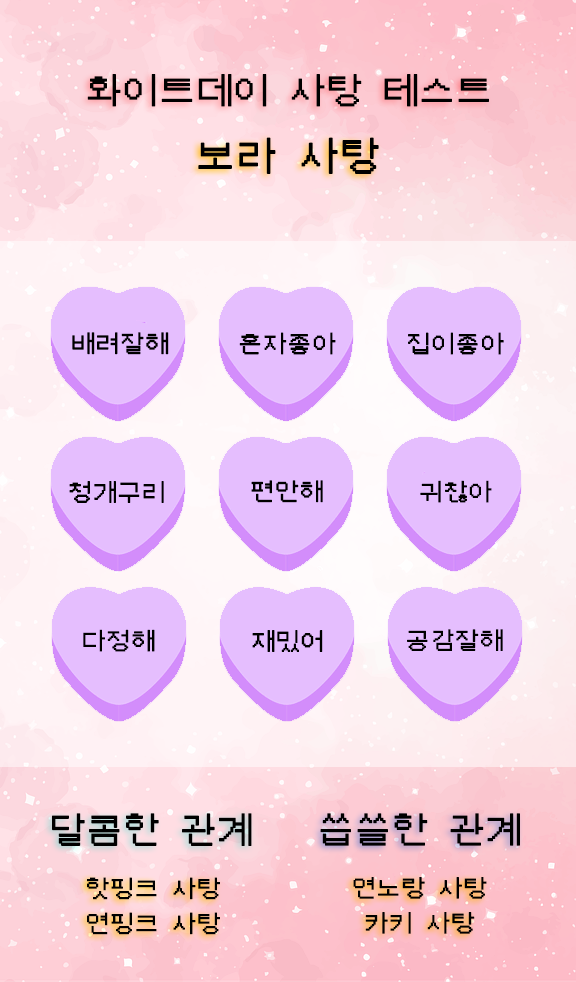 화이트데이 사탕 테스트
보라 사탕
배려잘해 혼자좋아 집이좋아
청개구리 편안해 귀찮아
다정해 재밌어 공감잘해
달콤한 관계 씁쓸한 관계
핫핑크 사탕 연노랑 사탕
연핑크 사탕 카키 사탕